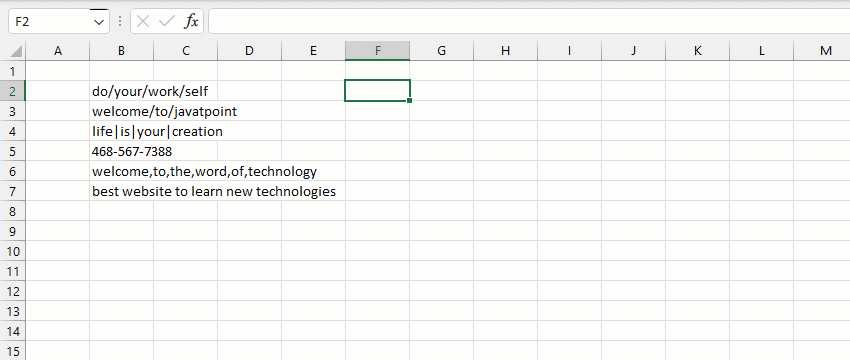 F2 fx
A B C D E F G H I J K L M
1
2 do/your/work/self
3 welcome/to/javatpoint
4 life|is|your|creation
5 468-567-7388
6 welcome,to,the,word,of,technology
7 best website to learn new technologies
8
9
10
11
12
13
14
15